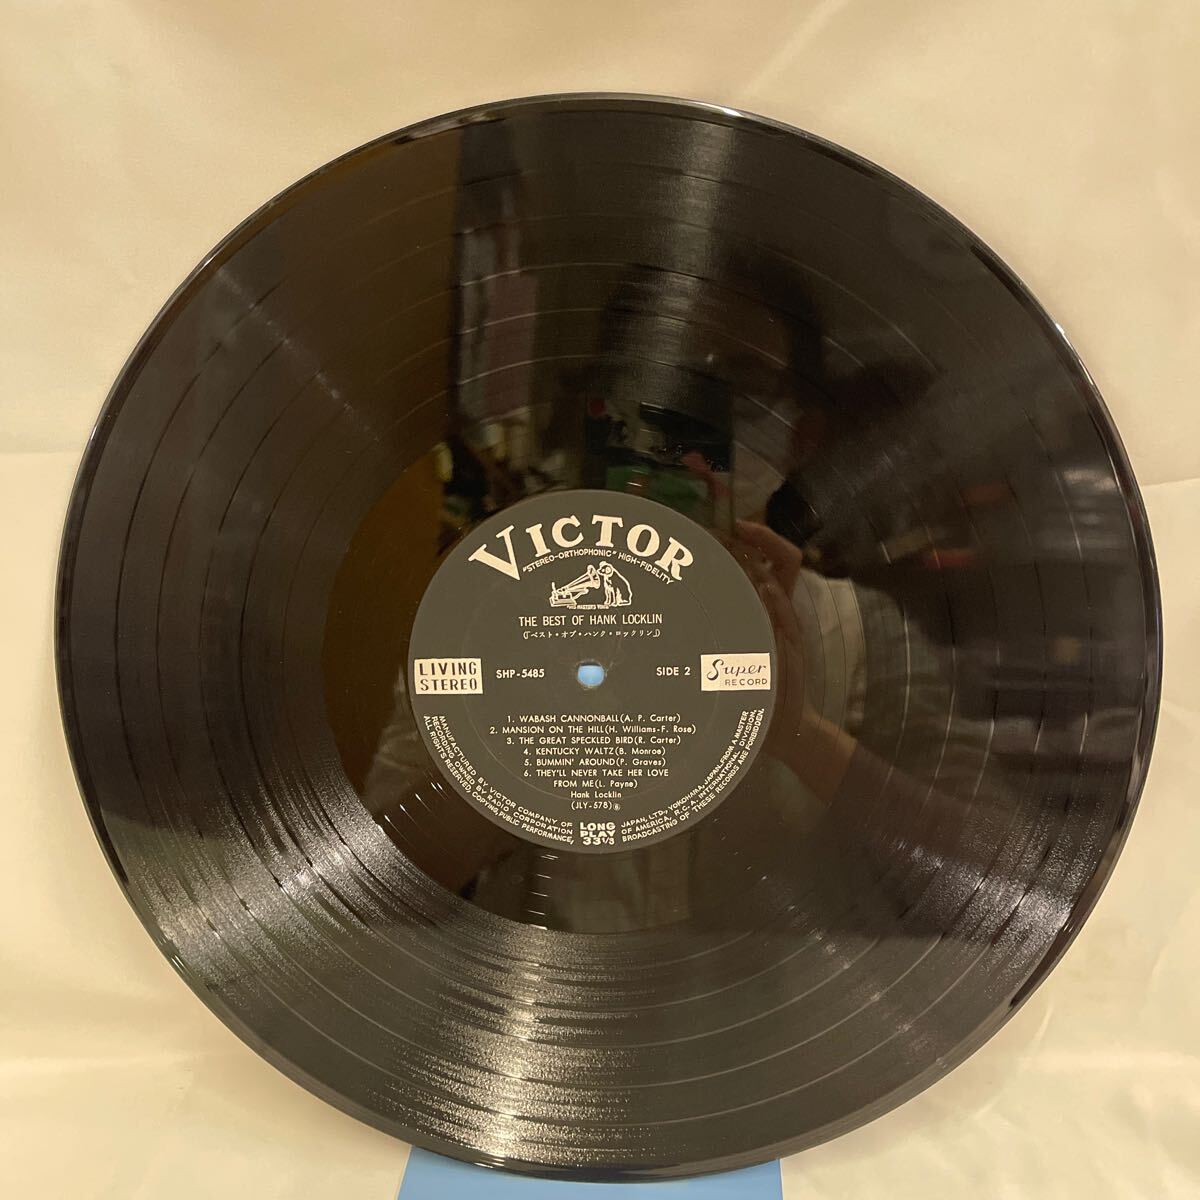 VICTOR
"STEREO-ORTHOPHONIC" HIGH-FIDELITY
"HIS MASTERS VOICE"
THE BEST OF HANK LOCKLIN
(『ベスト・オブ・ハンク・ロックリン』)
LIVING
STEREO
SHP-5485
SIDE 2
Super
RECORD
1. WABASH CANNONBALL(A. P. Carter)
2. MANSION ON THE HILL(H. Williams-F. Rose)
3. THE GREAT SPECKLED BIRD(R. Carter)
4. KENTUCKY WALTZ(B. Monroe)
5. BUMMIN' AROUND(P. Graves)
6. THEY'LL NEVER TAKE HER LOVE
FROM ME(L. Payne)
Hank Locklin
(JLY-578)Ⓑ
LONG
PLAY
33 1/3
MANUFACTURED BY VICTOR COMPANY OF JAPAN, LTD., YOKOHAMA, JAPAN, FROM A MASTER
RECORDING OWNED BY RADIO CORPORATION OF AMERICA, R.C.A. INTERNATIONAL DIVISION.
ALL RIGHTS RESERVED, COPYING, PUBLIC PERFORMANCE, BROADCASTING OF THESE RECORDS ARE FORBIDDEN.